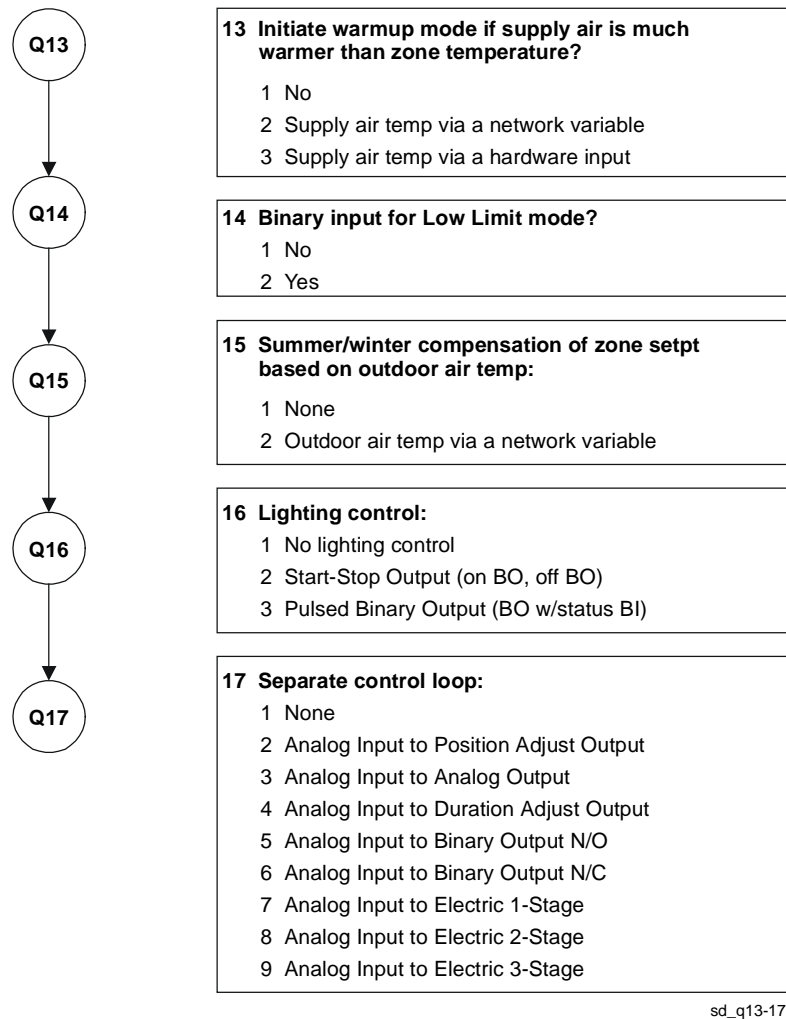 Q13
13 Initiate warmup mode if supply air is much
warmer than zone temperature?
1 No
2 Supply air temp via a network variable
3 Supply air temp via a hardware input
Q14
14 Binary input for Low Limit mode?
1 No
2 Yes
Q15
15 Summer/winter compensation of zone setpt
based on outdoor air temp:
1 None
2 Outdoor air temp via a network variable
Q16
16 Lighting control:
1 No lighting control
2 Start-Stop Output (on BO, off BO)
3 Pulsed Binary Output (BO w/status BI)
Q17
17 Separate control loop:
1 None
2 Analog Input to Position Adjust Output
3 Analog Input to Analog Output
4 Analog Input to Duration Adjust Output
5 Analog Input to Binary Output N/O
6 Analog Input to Binary Output N/C
7 Analog Input to Electric 1-Stage
8 Analog Input to Electric 2-Stage
9 Analog Input to Electric 3-Stage
sd_q13-17